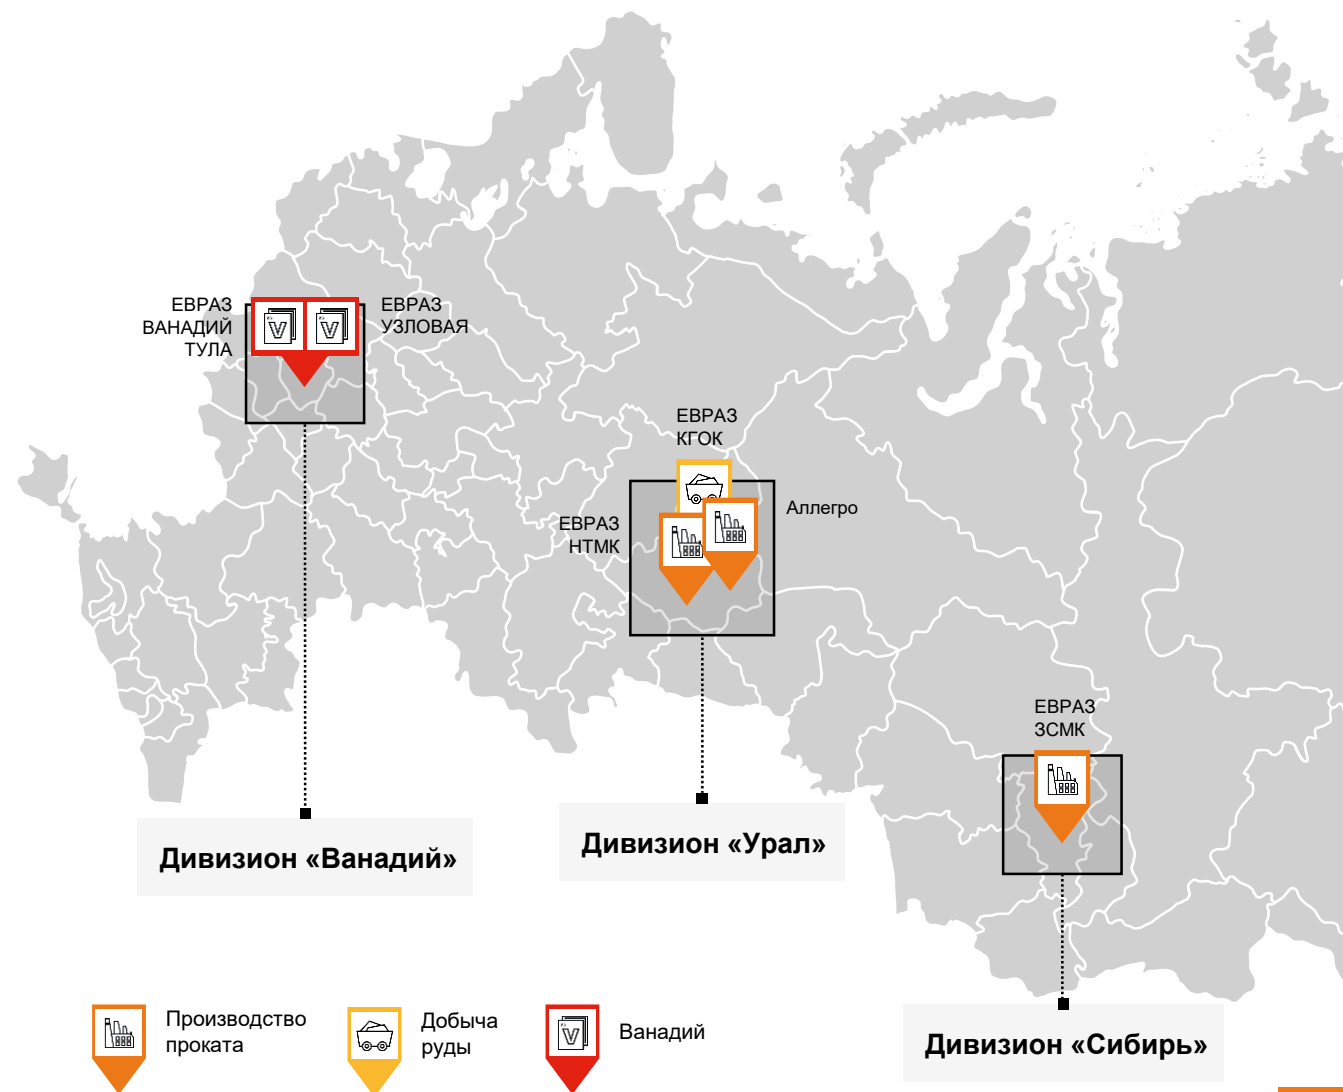 ЕВРАЗ
ВАНАДИЙ
ТУЛА
ЕВРАЗ
УЗЛОВАЯ
ЕВРАЗ
КГОК
Аллегро
ЕВРАЗ
НТМК
ЕВРАЗ
ЗСМК
Дивизион «Ванадий»
Дивизион «Урал»
Дивизион «Сибирь»
Производство
проката
Добыча
руды
Ванадий